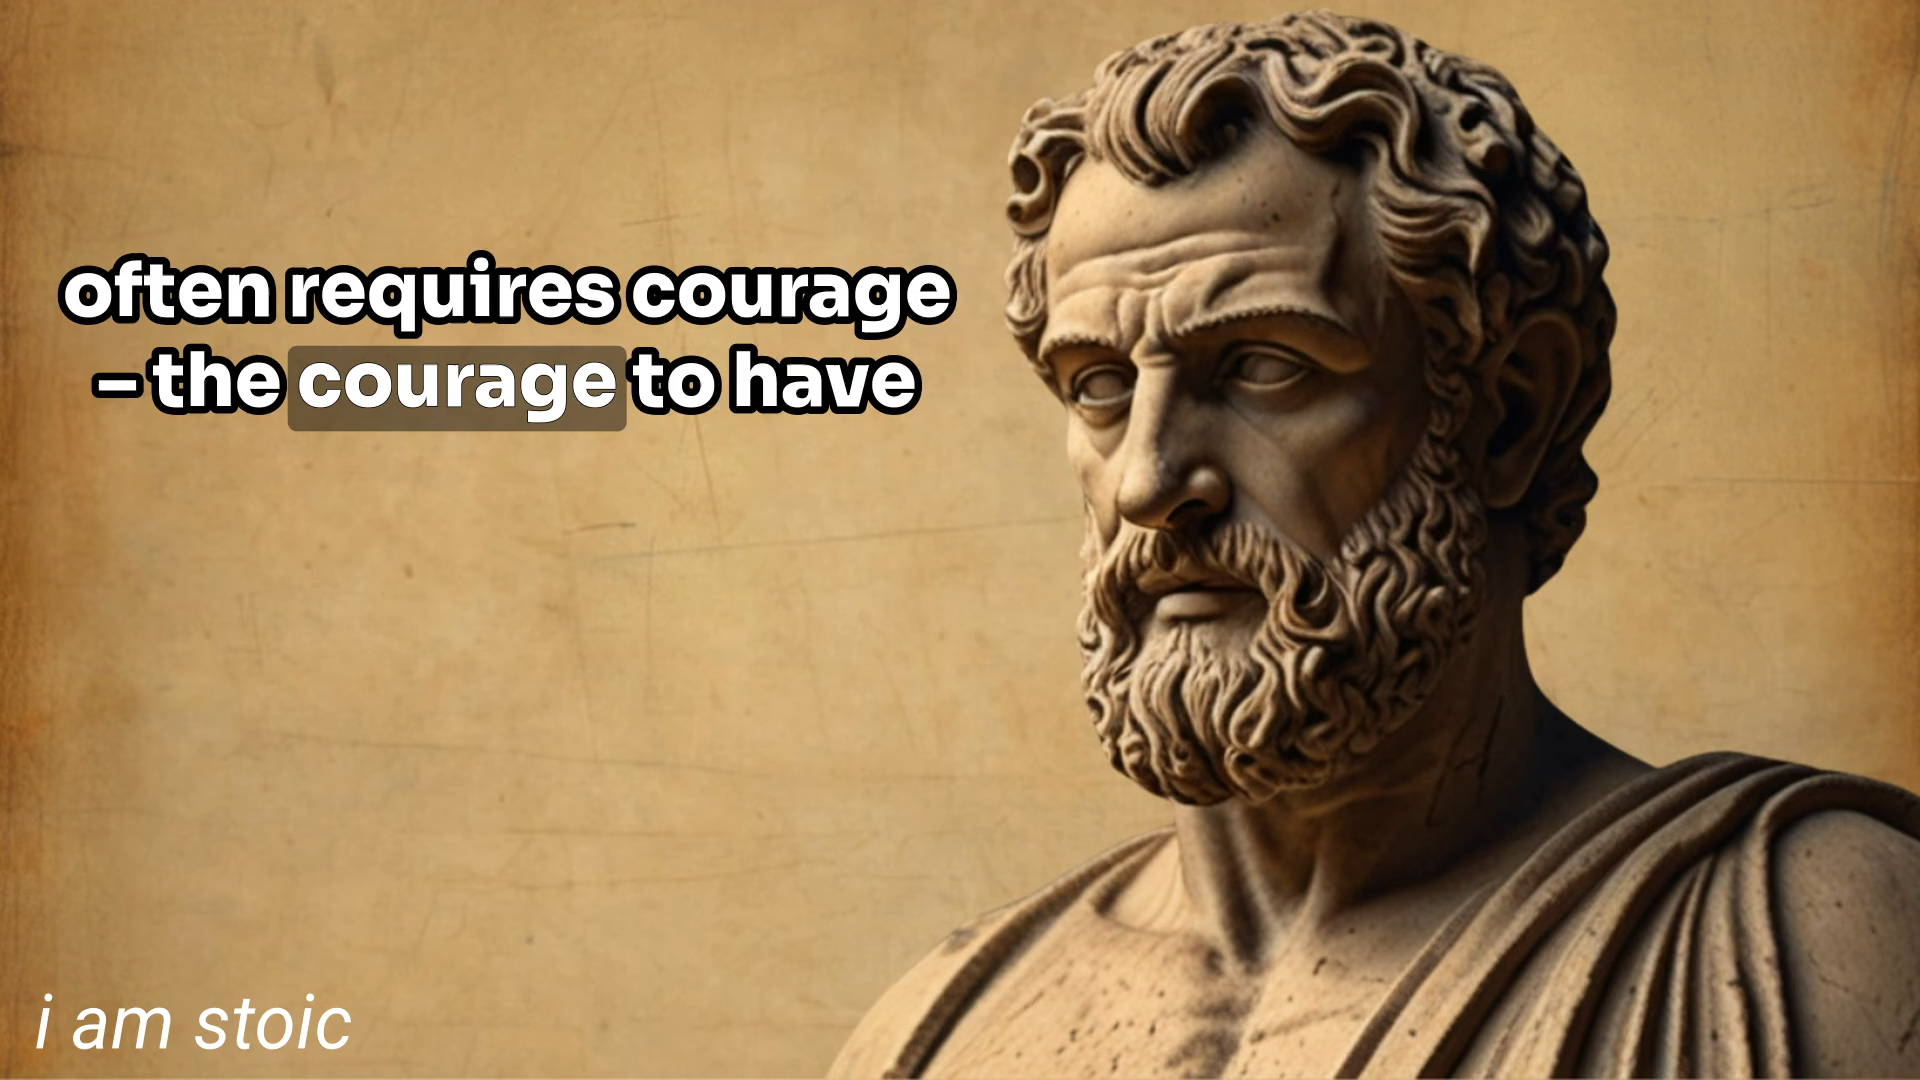 often requires courage
– the courage to have
i am stoic